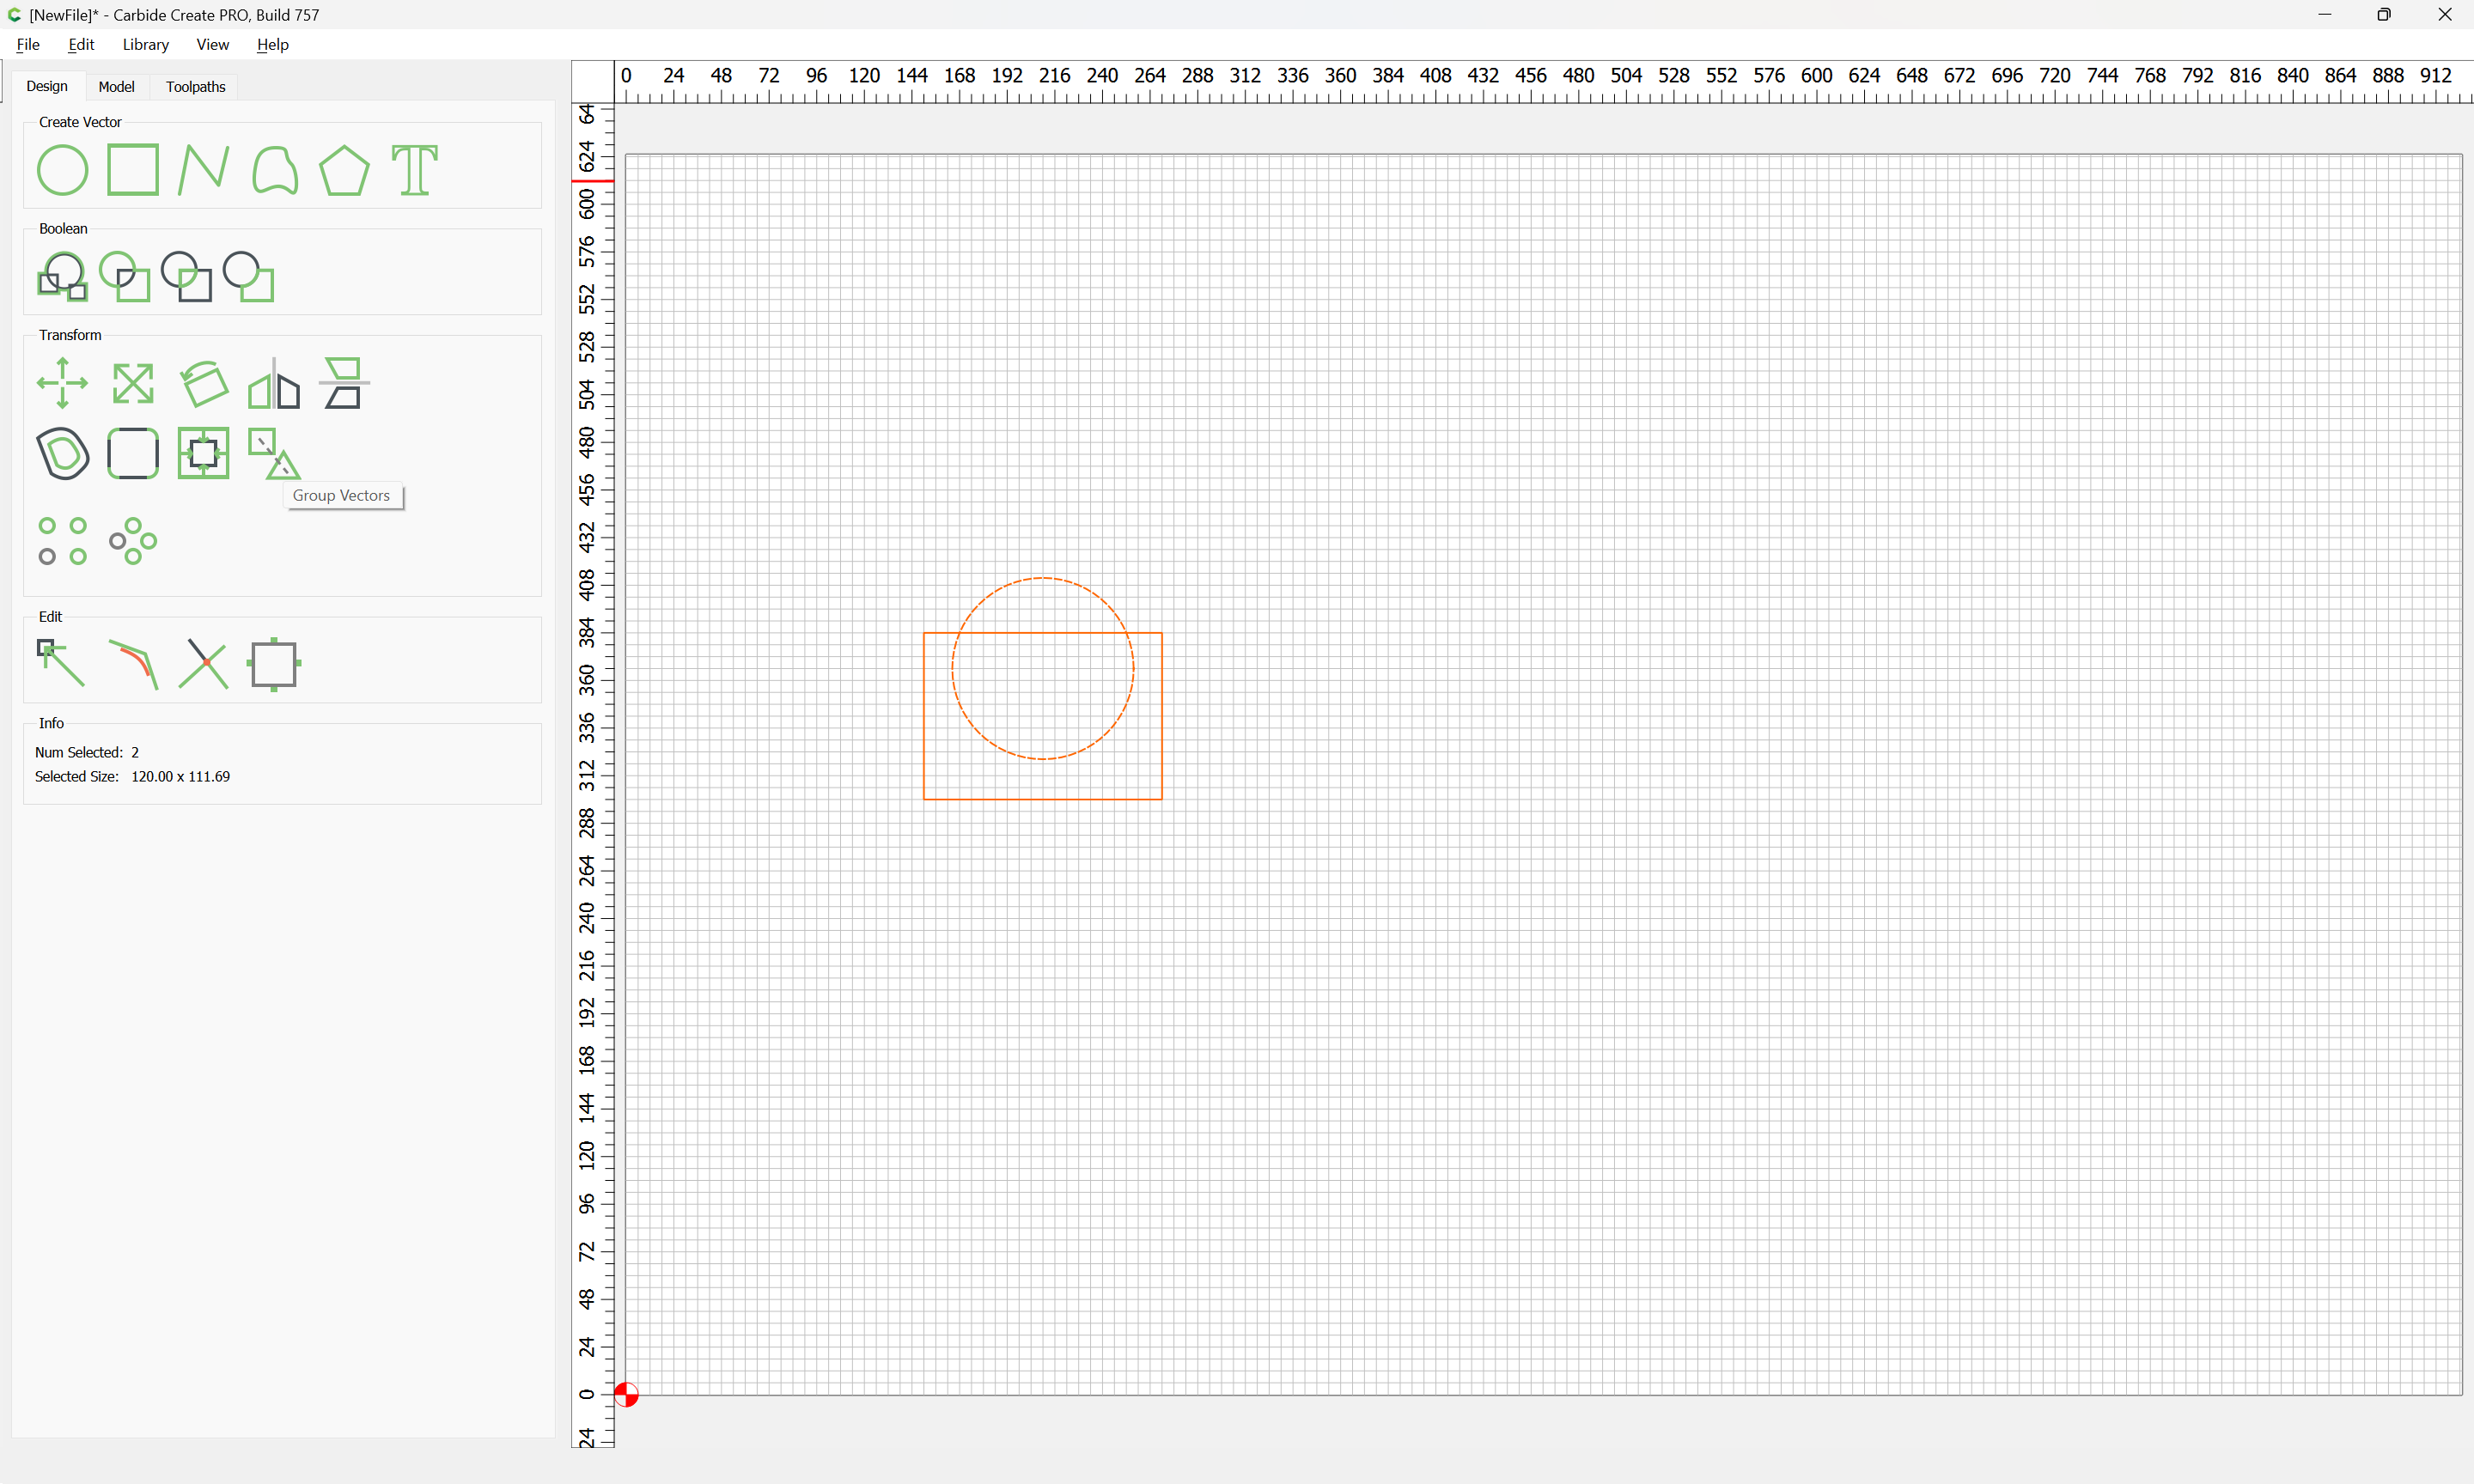 [NewFile]* - Carbide Create PRO, Build 757
File Edit Library View Help
Design Model Toolpaths
Create Vector
Boolean
Transform
Group Vectors
Edit
Info
Num Selected: 2
Selected Size: 120.00 x 111.69
0 24 48 72 96 120 144 168 192 216 240 264 288 312 336 360 384 408 432 456 480 504 528 552 576 600 624 648 672 696 720 744 768 792 816 840 864 888 912
64
624
600
576
552
528
504
480
456
432
408
384
360
336
312
288
264
240
216
192
168
144
120
96
72
48
24
0
24